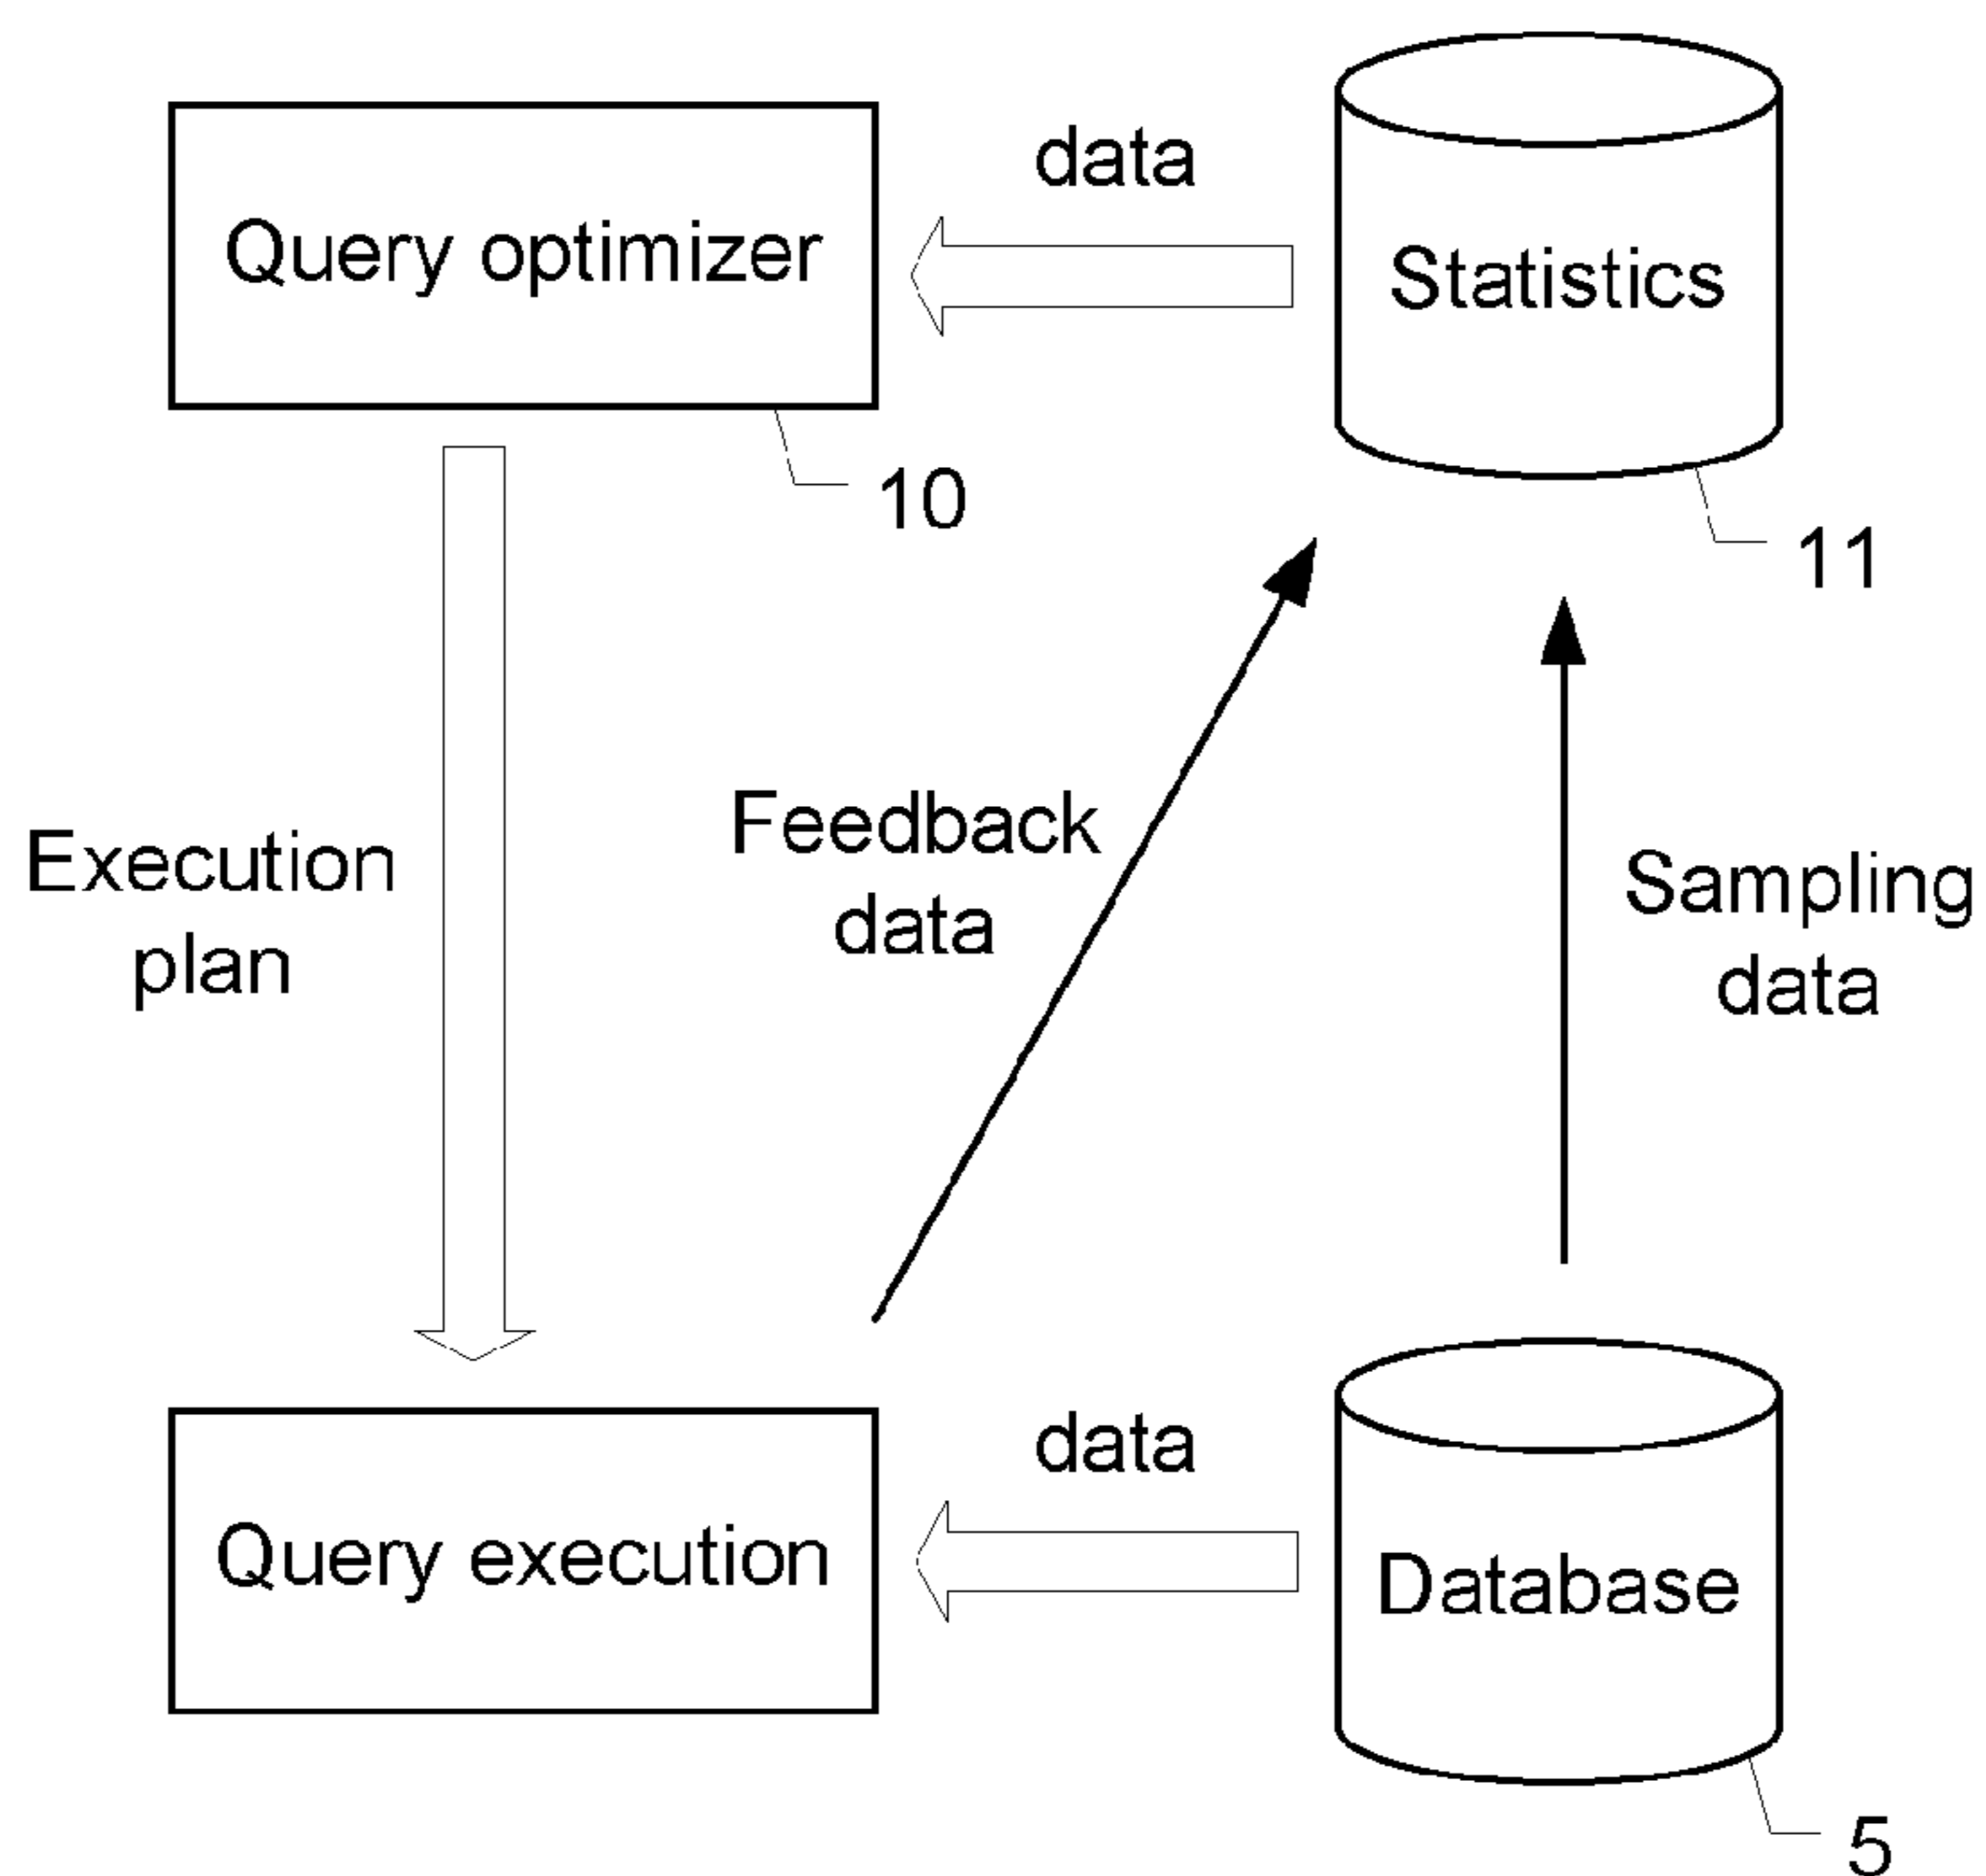 data
Query optimizer
Statistics
10
11
Feedback
data
Execution
plan
Sampling
data
data
Query execution
Database
5